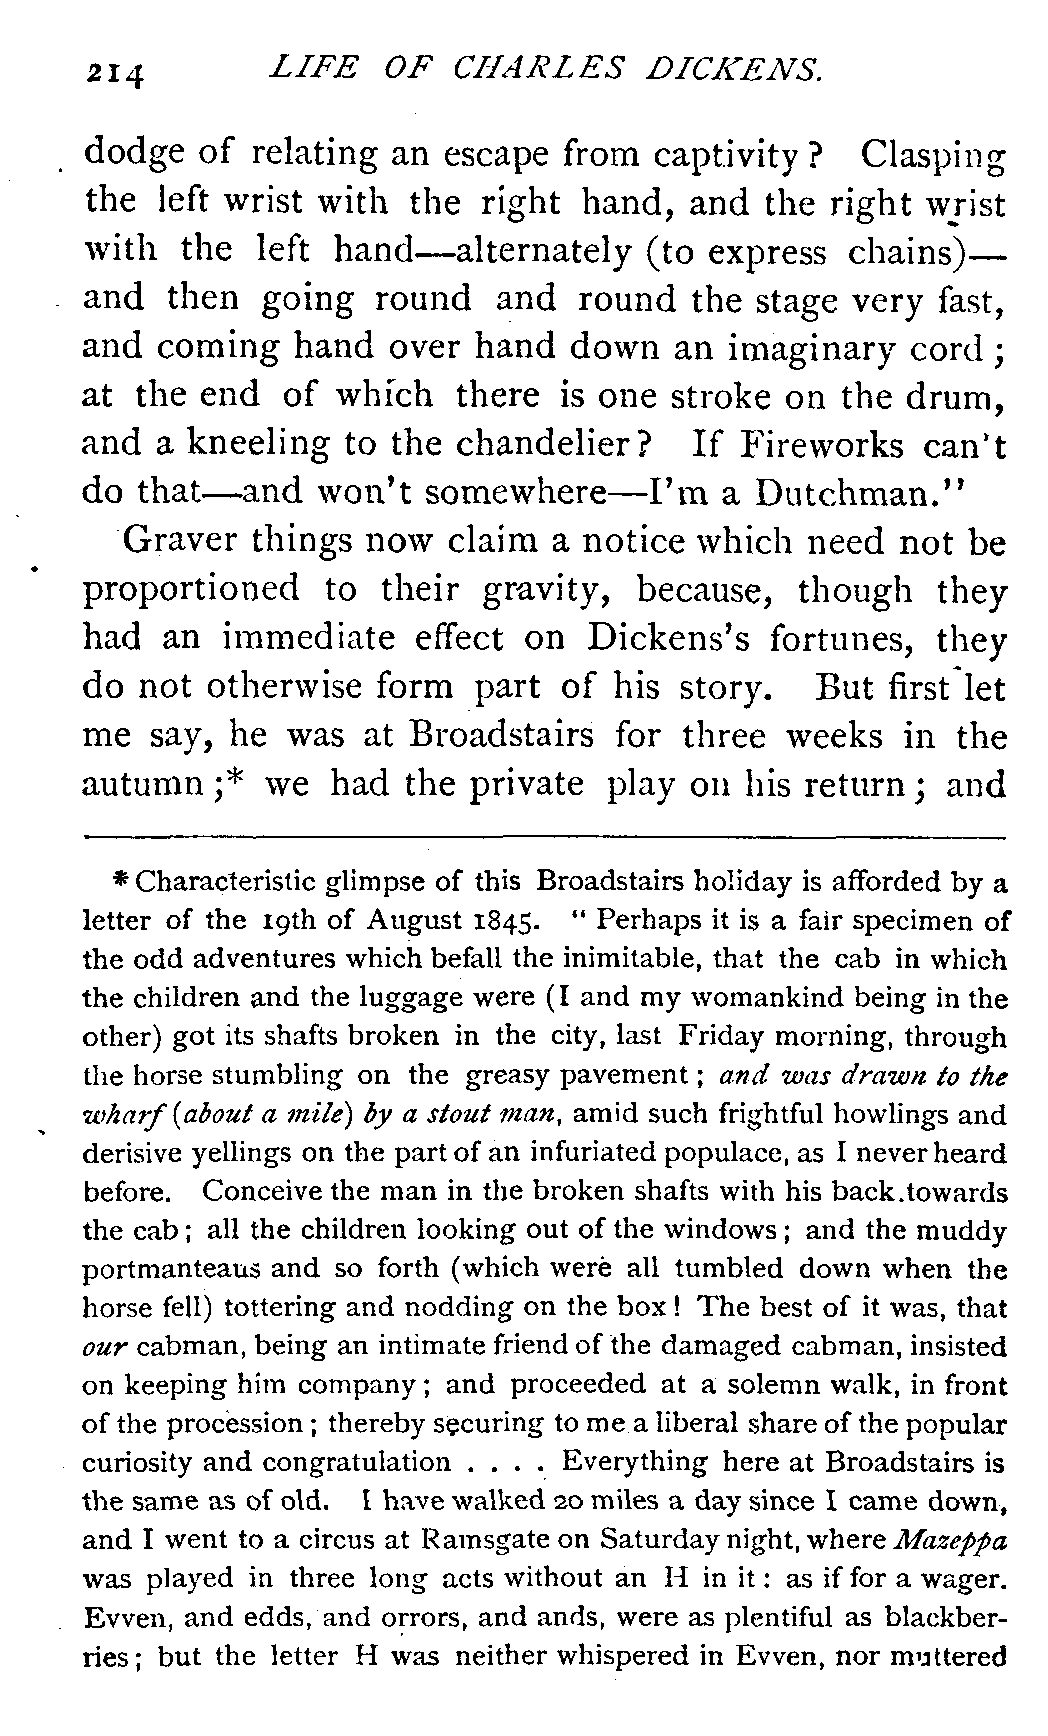 214 LIFE OF CHARLES DICKENS.
dodge of relating an escape from captivity ? Clasping
the left wrist with the right hand, and the right wrist
with the left hand—alternately (to express chains)—
and then going round and round the stage very fast,
and coming hand over hand down an imaginary cord ;
at the end of which there is one stroke on the drum,
and a kneeling to the chandelier? If Fireworks can't
do that—and won't somewhere—I'm a Dutchman."
Graver things now claim a notice which need not be
proportioned to their gravity, because, though they
had an immediate effect on Dickens's fortunes, they
do not otherwise form part of his story. But first let
me say, he was at Broadstairs for three weeks in the
autumn ;* we had the private play on his return ; and
* Characteristic glimpse of this Broadstairs holiday is afforded by a
letter of the 19th of August 1845. " Perhaps it is a fair specimen of
the odd adventures which befall the inimitable, that the cab in which
the children and the luggage were (I and my womankind being in the
other) got its shafts broken in the city, last Friday morning, through
the horse stumbling on the greasy pavement ; and was drawn to the
wharf (about a mile) by a stout man, amid such frightful howlings and
derisive yellings on the part of an infuriated populace, as I never heard
before. Conceive the man in the broken shafts with his back towards
the cab ; all the children looking out of the windows ; and the muddy
portmanteaus and so forth (which were all tumbled down when the
horse fell) tottering and nodding on the box ! The best of it was, that
our cabman, being an intimate friend of the damaged cabman, insisted
on keeping him company ; and proceeded at a solemn walk, in front
of the procession ; thereby securing to me a liberal share of the popular
curiosity and congratulation . . . . Everything here at Broadstairs is
the same as of old. I have walked 20 miles a day since I came down,
and I went to a circus at Ramsgate on Saturday night, where Mazeppa
was played in three long acts without an H in it : as if for a wager.
Evven, and edds, and orrors, and ands, were as plentiful as blackber-
ries ; but the letter H was neither whispered in Evven, nor muttered